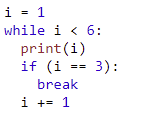 i = 1
while i < 6:
  print(i)
  if (i == 3):
    break
  i += 1